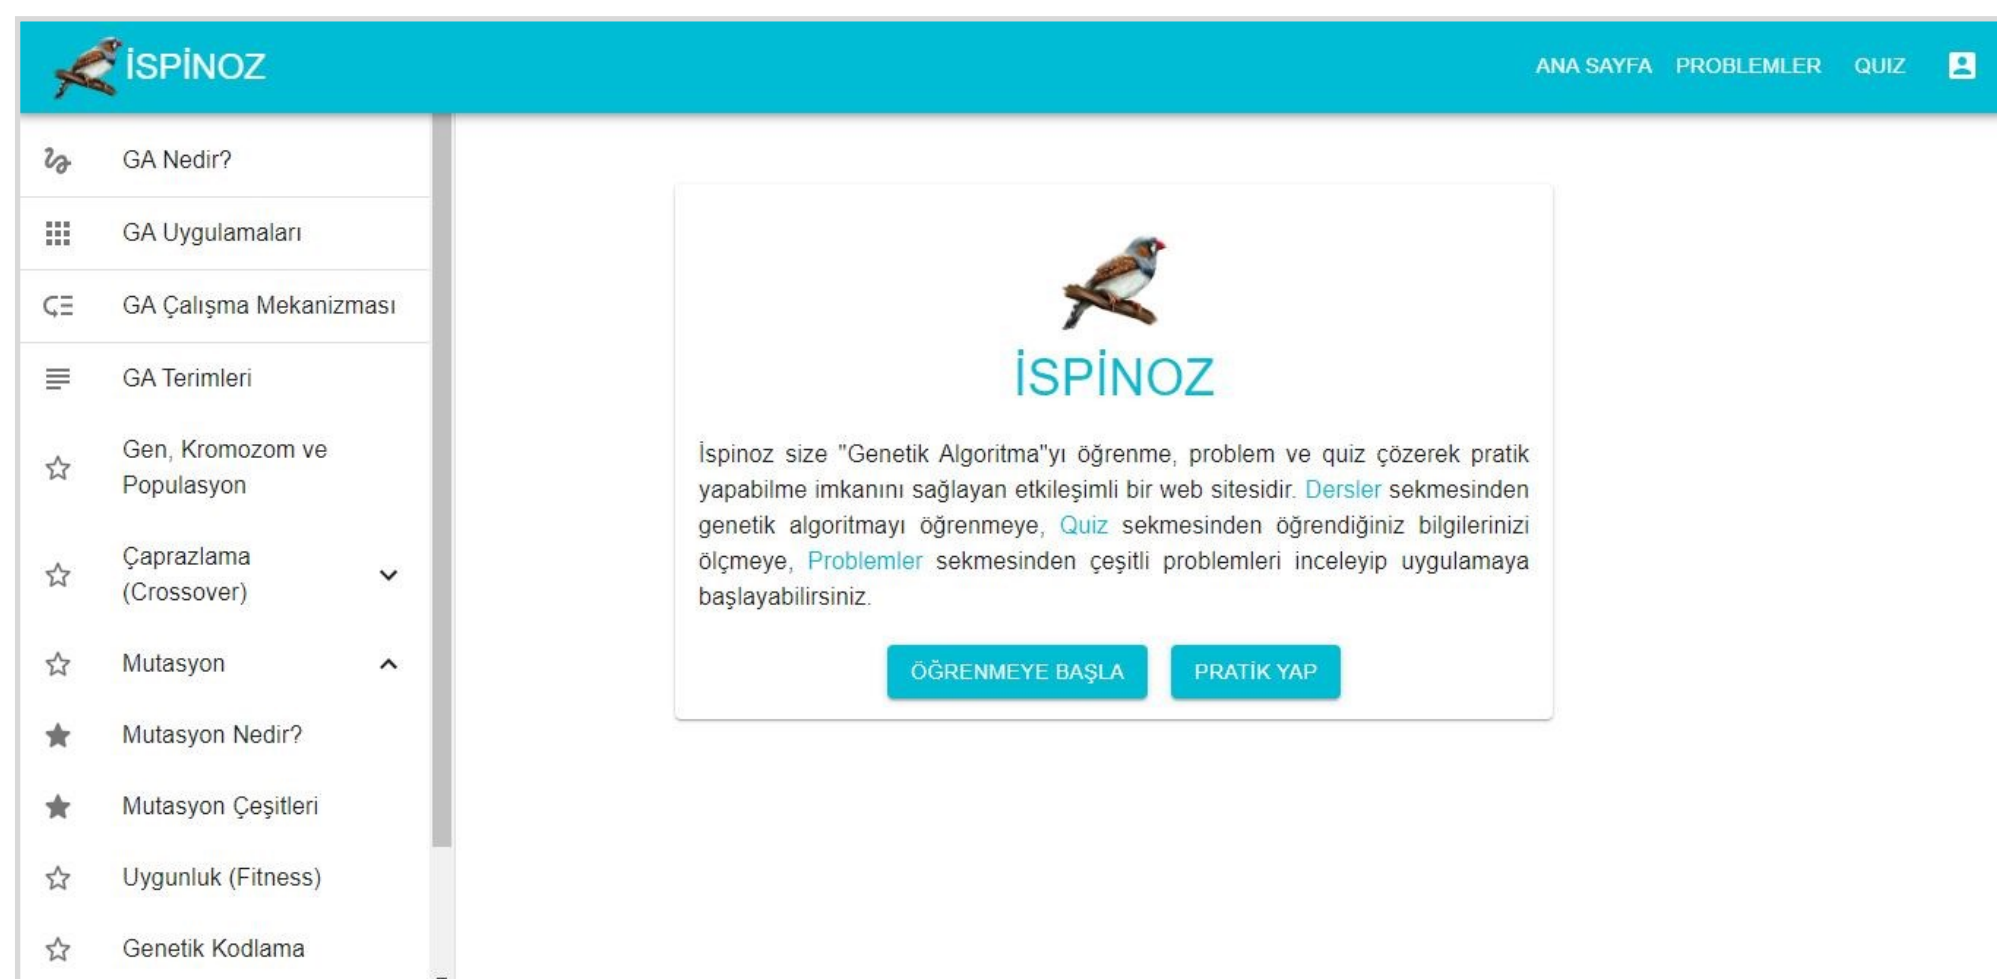 İSPİNOZ
ANA SAYFA PROBLEMLER QUIZ
GA Nedir?
GA Uygulamaları
GA Çalışma Mekanizması
GA Terimleri
Gen, Kromozom ve
Populasyon
Çaprazlama
(Crossover)
Mutasyon
Mutasyon Nedir?
Mutasyon Çeşitleri
Uygunluk (Fitness)
Genetik Kodlama
İSPİNOZ
İspinoz size "Genetik Algoritma"yı öğrenme, problem ve quiz çözerek pratik
yapabilme imkanını sağlayan etkileşimli bir web sitesidir. Dersler sekmesinden
genetik algoritmayı öğrenmeye, Quiz sekmesinden öğrendiğiniz bilgilerinizi
ölçmeye, Problemler sekmesinden çeşitli problemleri inceleyip uygulamaya
başlayabilirsiniz.
ÖĞRENMEYE BAŞLA PRATİK YAP